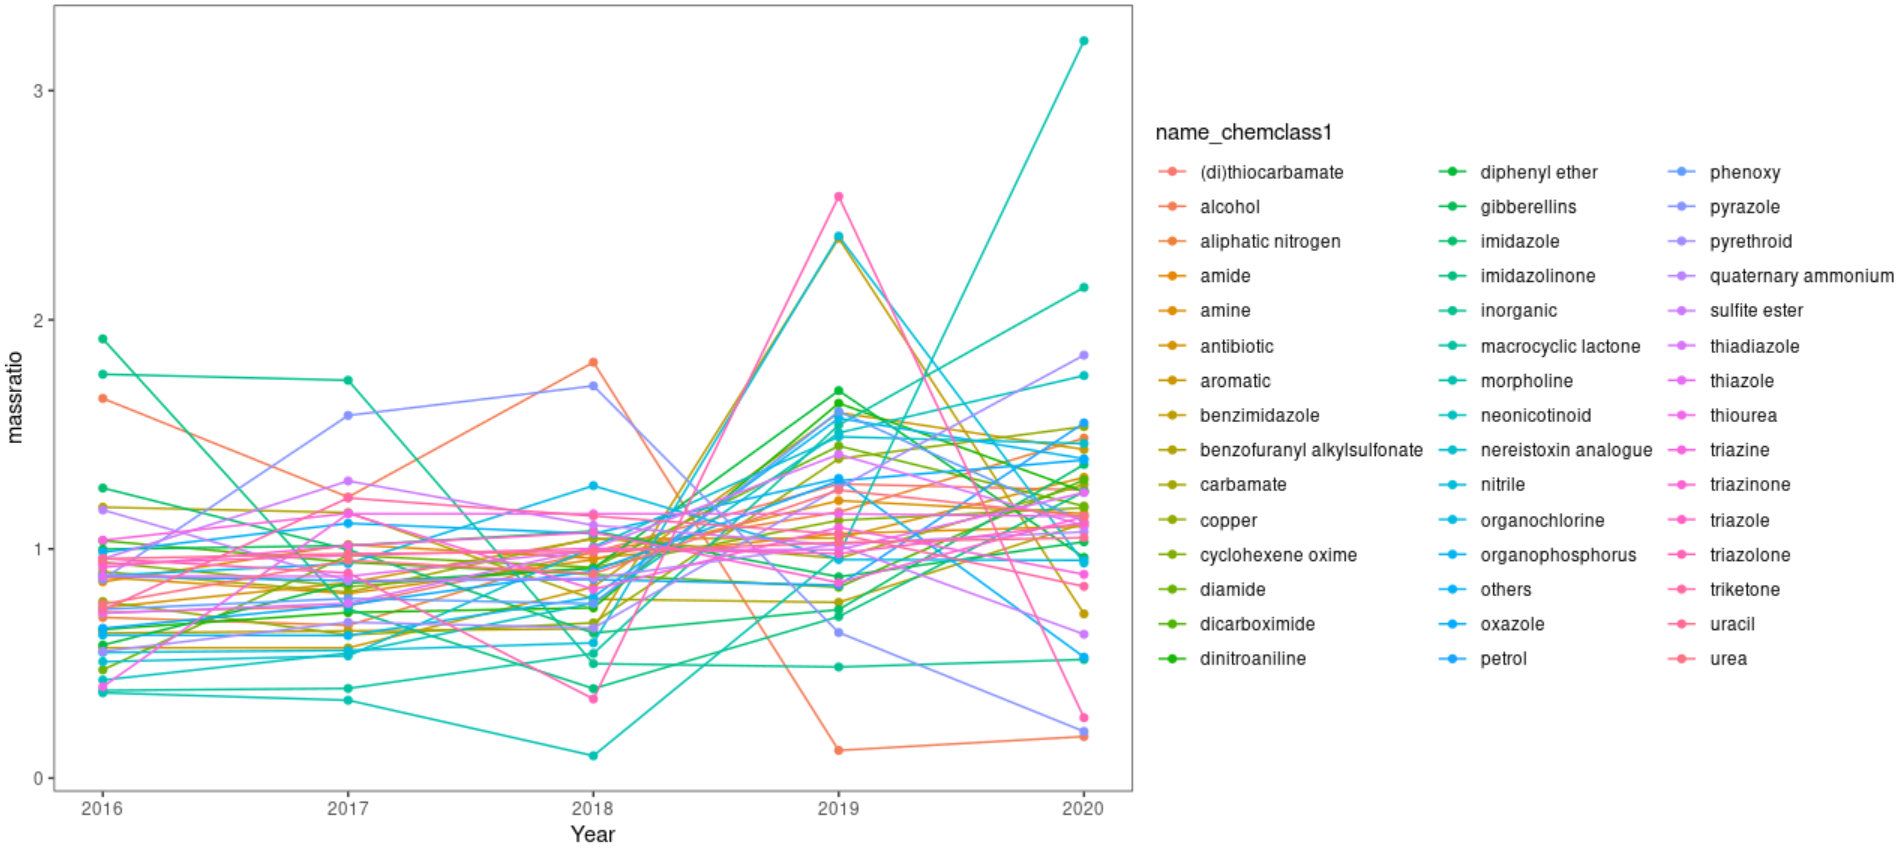 massratio
3
2
1
0
2016
2017
2018
2019
2020
Year
name_chemclass1
(di)thiocarbamate
alcohol
aliphatic nitrogen
amide
amine
antibiotic
aromatic
benzimidazole
benzofuranyl alkylsulfonate
carbamate
copper
cyclohexene oxime
diamide
dicarboximide
dinitroaniline
diphenyl ether
gibberellins
imidazole
imidazolinone
inorganic
macrocyclic lactone
morpholine
neonicotinoid
nereistoxin analogue
nitrile
organochlorine
organophosphorus
others
oxazole
petrol
phenoxy
pyrazole
pyrethroid
quaternary ammonium
sulfite ester
thiadiazole
thiazole
thiourea
triazine
triazinone
triazole
triazolone
triketone
uracil
urea